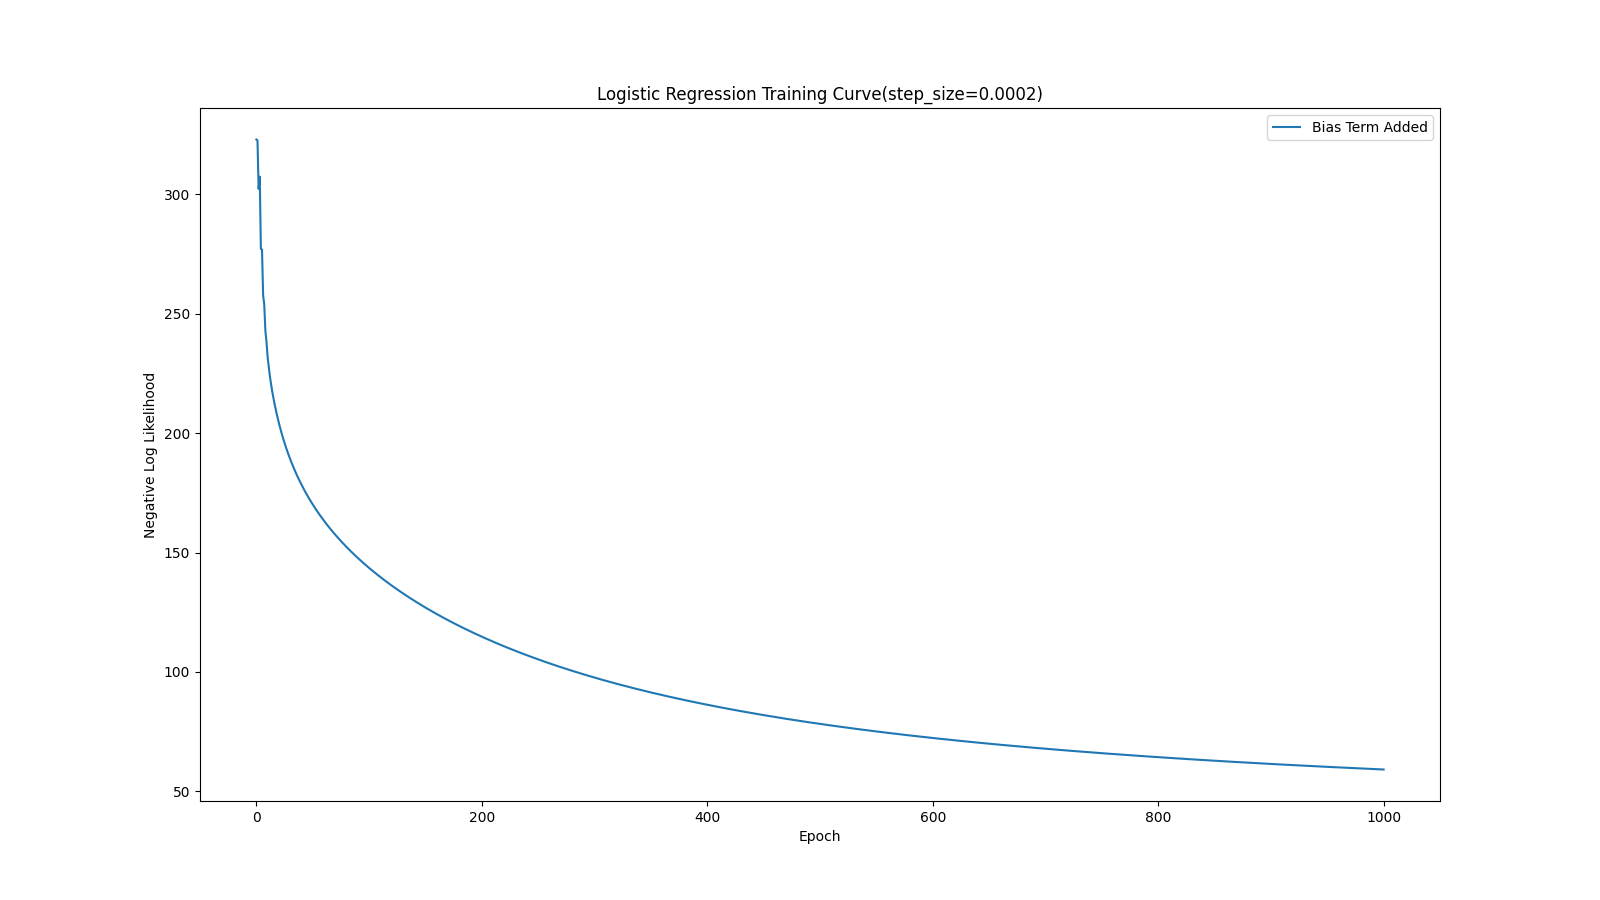 Logistic Regression Training Curve(step_size=0.0002)
Bias Term Added
300
250
200
150
100
50
Negative Log Likelihood
0 200 400 600 800 1000
Epoch